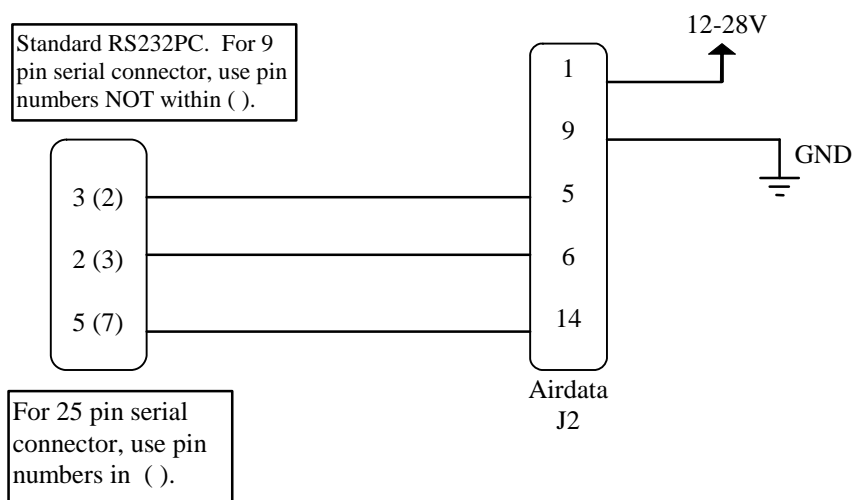 Standard RS232PC.  For 9
pin serial connector, use pin
numbers NOT within ( ).
3 (2)
2 (3)
5 (7)
For 25 pin serial
connector, use pin
numbers in  ( ).
1
9
5
6
14
Airdata
J2
12-28V
GND